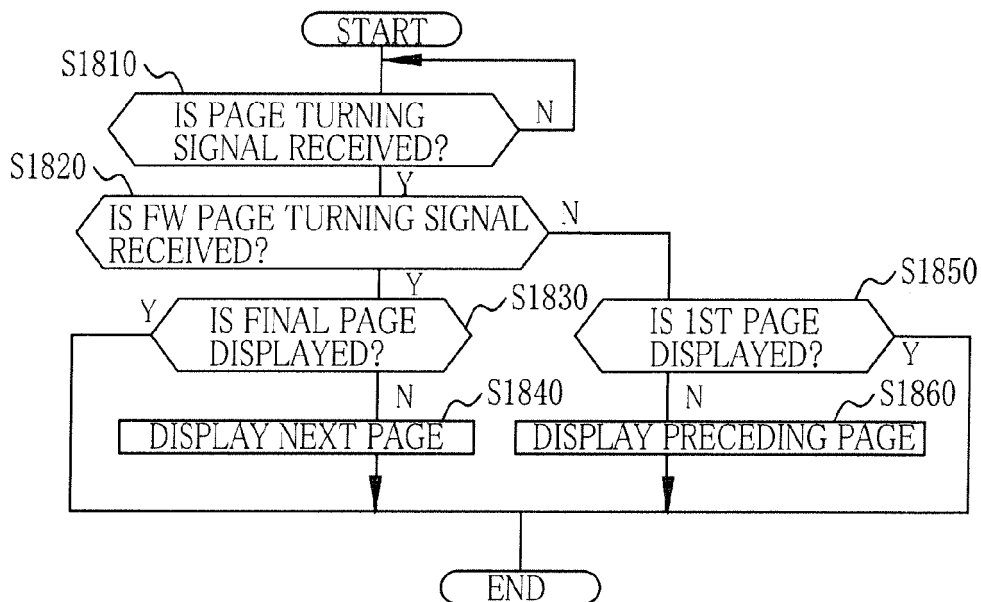 START
S1810
IS PAGE TURNING
SIGNAL RECEIVED?
N
Y
S1820
IS FW PAGE TURNING SIGNAL
RECEIVED?
N
Y
S1830
IS FINAL PAGE
DISPLAYED?
Y
N
S1840
DISPLAY NEXT PAGE
S1850
IS 1ST PAGE
DISPLAYED?
Y
N
S1860
DISPLAY PRECEDING PAGE
END